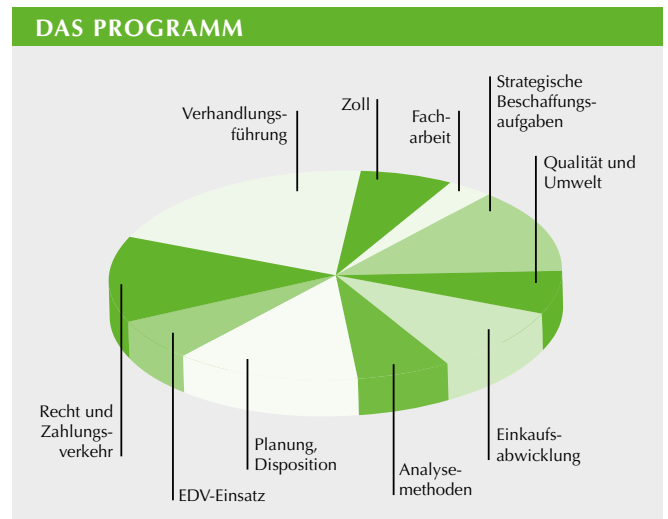 DAS PROGRAMM
Verhandlungs-
führung
Zoll
Fach-
arbeit
Strategische
Beschaffungs-
aufgaben
Qualität und
Umwelt
Einkaufs-
abwicklung
Analyse-
methoden
Planung,
Disposition
EDV-Einsatz
Recht und
Zahlungs-
verkehr